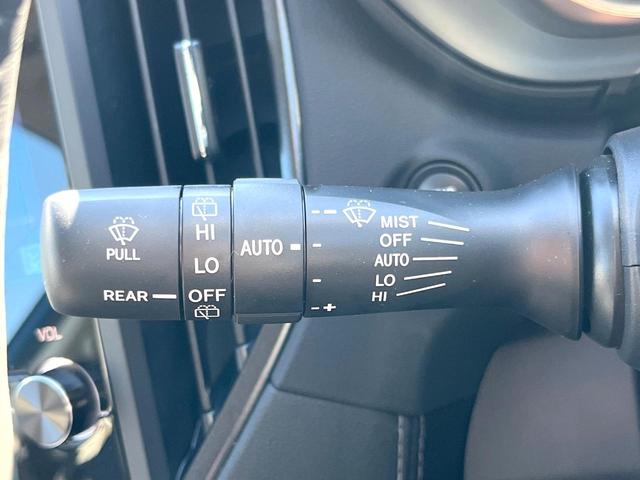 PULL
REAR
HI
LO
OFF
AUTO
MIST
OFF
AUTO
LO
HI
- +
VOL